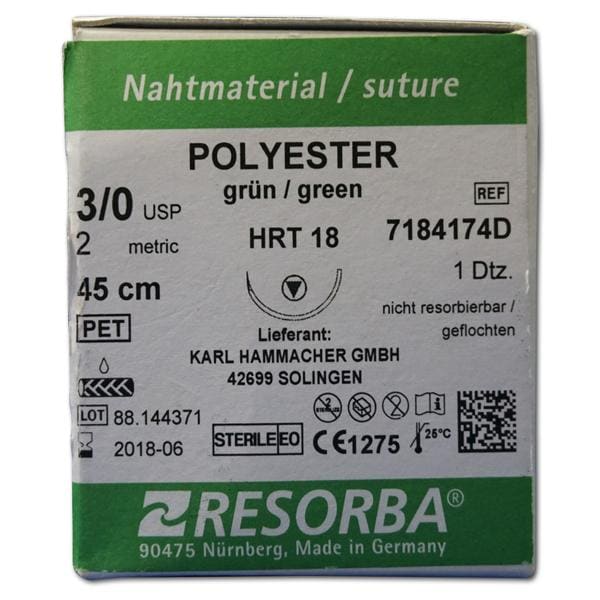 Nahtmaterial / suture
POLYESTER
grün / green
3/0 USP
REF
2 metric
HRT 18
7184174D
45 cm
1 Dtz.
PET
nicht resorbierbar /
geflochten
Lieferant:
KARL HAMMACHER GMBH
42699 SOLINGEN
LOT 88.144371
2018-06
STERILE EO
CE 1275
25°C
RESORBA®
90475 Nürnberg, Made in Germany